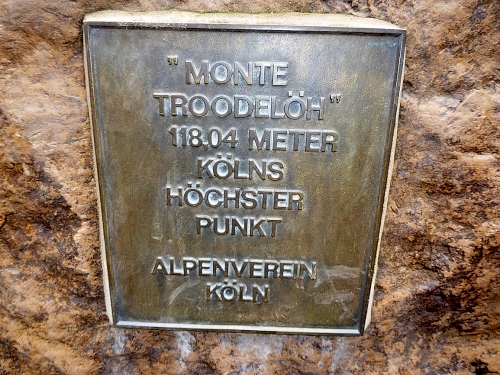 "MONTE
TROODELÖH"
118,04 METER
KÖLNS
HÖCHSTER
PUNKT
ALPENVEREIN
KÖLN